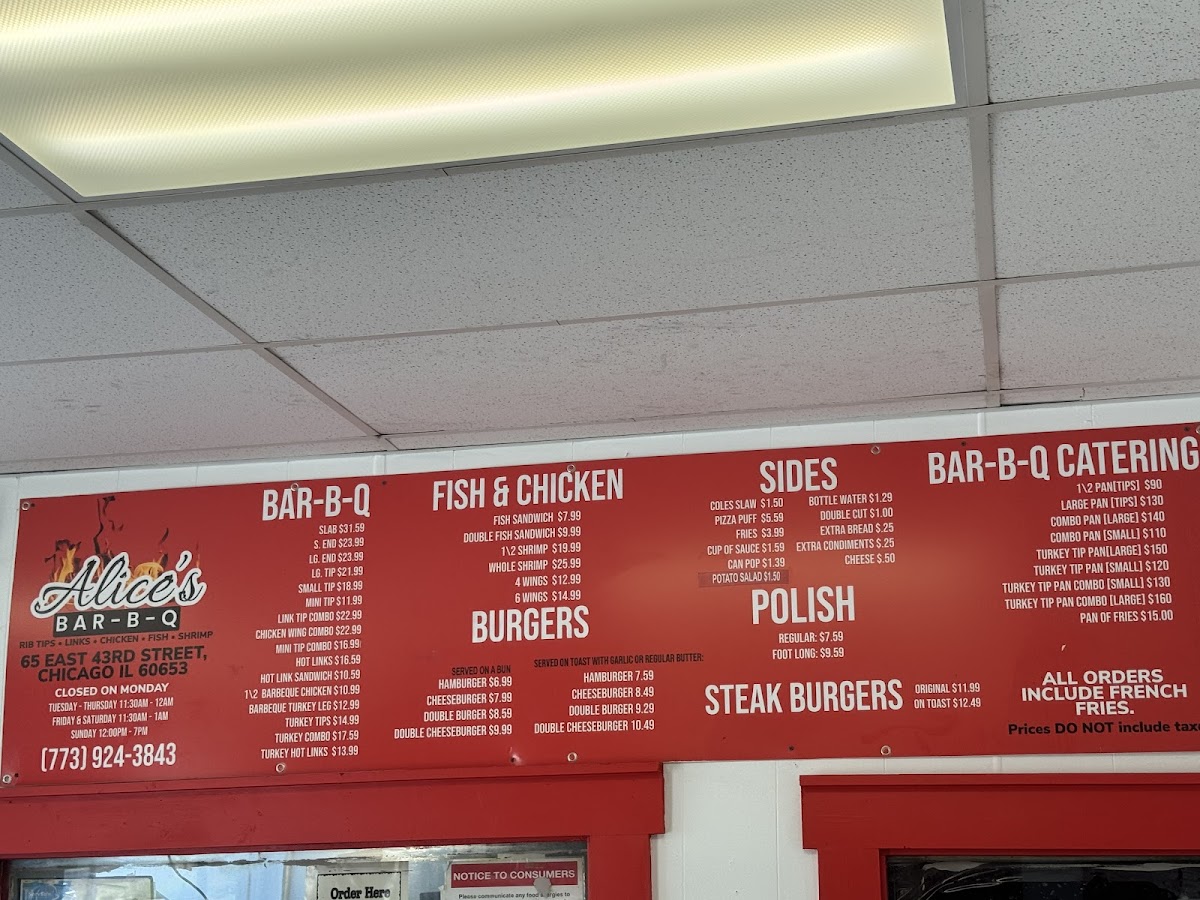 Alice's
BAR-B-Q
RIB TIPS • LINKS • CHICKEN • FISH • SHRIMP
65 EAST 43RD STREET,
CHICAGO IL 60653
CLOSED ON MONDAY
TUESDAY - THURSDAY 11:30AM - 12AM
FRIDAY & SATURDAY 11:30AM - 1AM
SUNDAY 12:00PM - 7PM
(773) 924-3843
BAR-B-Q
SLAB $31.59
S. END $23.99
LG. END $23.99
LG. TIP $21.99
SMALL TIP $18.99
MINI TIP $11.99
LINK TIP COMBO $22.99
CHICKEN WING COMBO $22.99
MINI TIP COMBO $16.99
HOT LINKS $16.59
HOT LINK SANDWICH $10.59
1\2 BARBEQUE CHICKEN $10.99
BARBEQUE TURKEY LEG $12.99
TURKEY TIPS $14.99
TURKEY COMBO $17.59
TURKEY HOT LINKS $13.99
FISH & CHICKEN
FISH SANDWICH $7.99
DOUBLE FISH SANDWICH $9.99
1\2 SHRIMP $19.99
WHOLE SHRIMP $25.99
4 WINGS $12.99
6 WINGS $14.99
BURGERS
SERVED ON A BUN
HAMBURGER $6.99
CHEESEBURGER $7.99
DOUBLE BURGER $8.59
DOUBLE CHEESEBURGER $9.99
SERVED ON TOAST WITH GARLIC OR REGULAR BUTTER:
HAMBURGER 7.59
CHEESEBURGER 8.49
DOUBLE BURGER 9.29
DOUBLE CHEESEBURGER 10.49
SIDES
COLES SLAW $1.50
PIZZA PUFF $5.59
FRIES $3.99
CUP OF SAUCE $1.59
CAN POP $1.39
POTATO SALAD $1.50
BOTTLE WATER $1.29
DOUBLE CUT $1.00
EXTRA BREAD $.25
EXTRA CONDIMENTS $.25
CHEESE $.50
POLISH
REGULAR: $7.59
FOOT LONG: $9.59
STEAK BURGERS
ORIGINAL $11.99
ON TOAST $12.49
BAR-B-Q CATERING
1\2 PAN[TIPS] $90
LARGE PAN [TIPS] $130
COMBO PAN [LARGE] $140
COMBO PAN [SMALL] $110
TURKEY TIP PAN[LARGE] $150
TURKEY TIP PAN [SMALL] $120
TURKEY TIP PAN COMBO [SMALL] $130
TURKEY TIP PAN COMBO [LARGE] $160
PAN OF FRIES $15.00
ALL ORDERS
INCLUDE FRENCH
FRIES.
Prices DO NOT include taxe
Order Here
NOTICE TO CONSUMERS
Please communicate any food allergies to